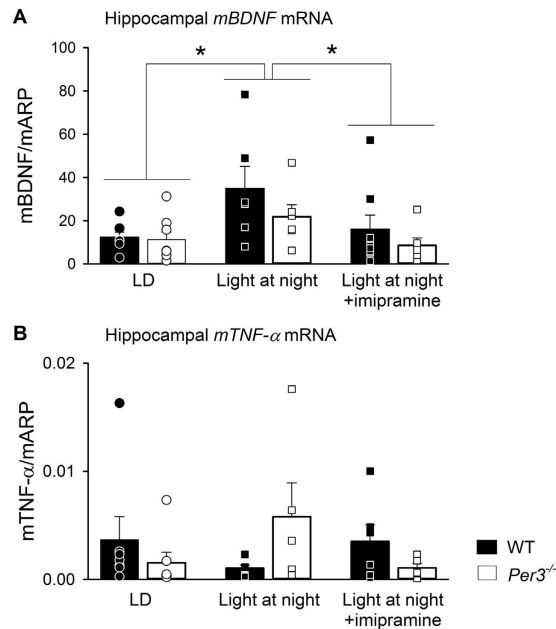 A Hippocampal mBDNF mRNA
* *
mBDNF/mARP
100
80
60
40
20
0
LD Light at night Light at night
+imipramine
B Hippocampal mTNF-α mRNA
mTNF-α/mARP
0.02
0.01
0.00
LD Light at night Light at night
+imipramine
WT
Per3-/-